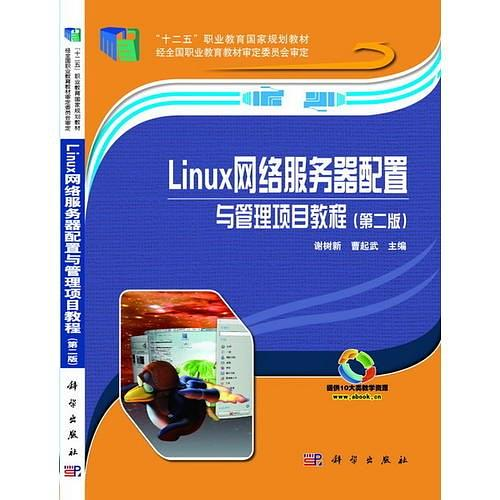 “十二五”职业教育国家规划教材
经全国职业教育教材审定委员会审定
Linux网络服务器配置
与管理项目教程(第二版)
谢树新 曹起武 主编
提供10大类教学资源
www.abook.cn
科学出版社
“十二五”职业教育国家规划教材
经全国职业教育教材审定委员会审定
Linux网络服务器配置与管理项目教程(第二版)
科学出版社